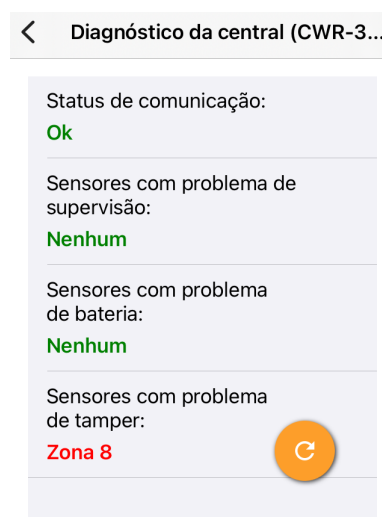 Diagnóstico da central (CWR-3...
Status de comunicação:
Ok
Sensores com problema de
supervisão:
Nenhum
Sensores com problema
de bateria:
Nenhum
Sensores com problema
de tamper:
Zona 8